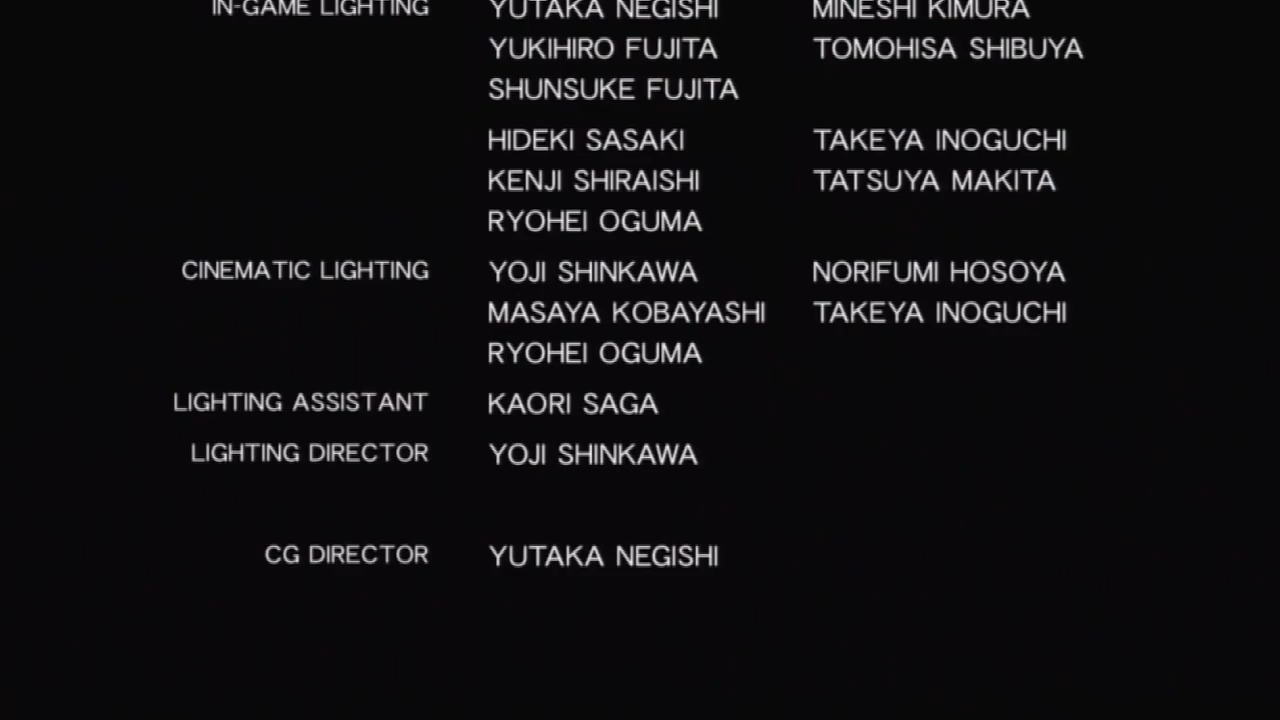 IN-GAME LIGHTING YUTAKA NEGISHI MINESHI KIMURA
YUKIHIRO FUJITA TOMOHISA SHIBUYA
SHUNSUKE FUJITA
HIDEKI SASAKI TAKEYA INOGUCHI
KENJI SHIRAISHI TATSUYA MAKITA
RYOHEI OGUMA
CINEMATIC LIGHTING YOJI SHINKAWA NORIFUMI HOSOYA
MASAYA KOBAYASHI TAKEYA INOGUCHI
RYOHEI OGUMA
LIGHTING ASSISTANT KAORI SAGA
LIGHTING DIRECTOR YOJI SHINKAWA
CG DIRECTOR YUTAKA NEGISHI